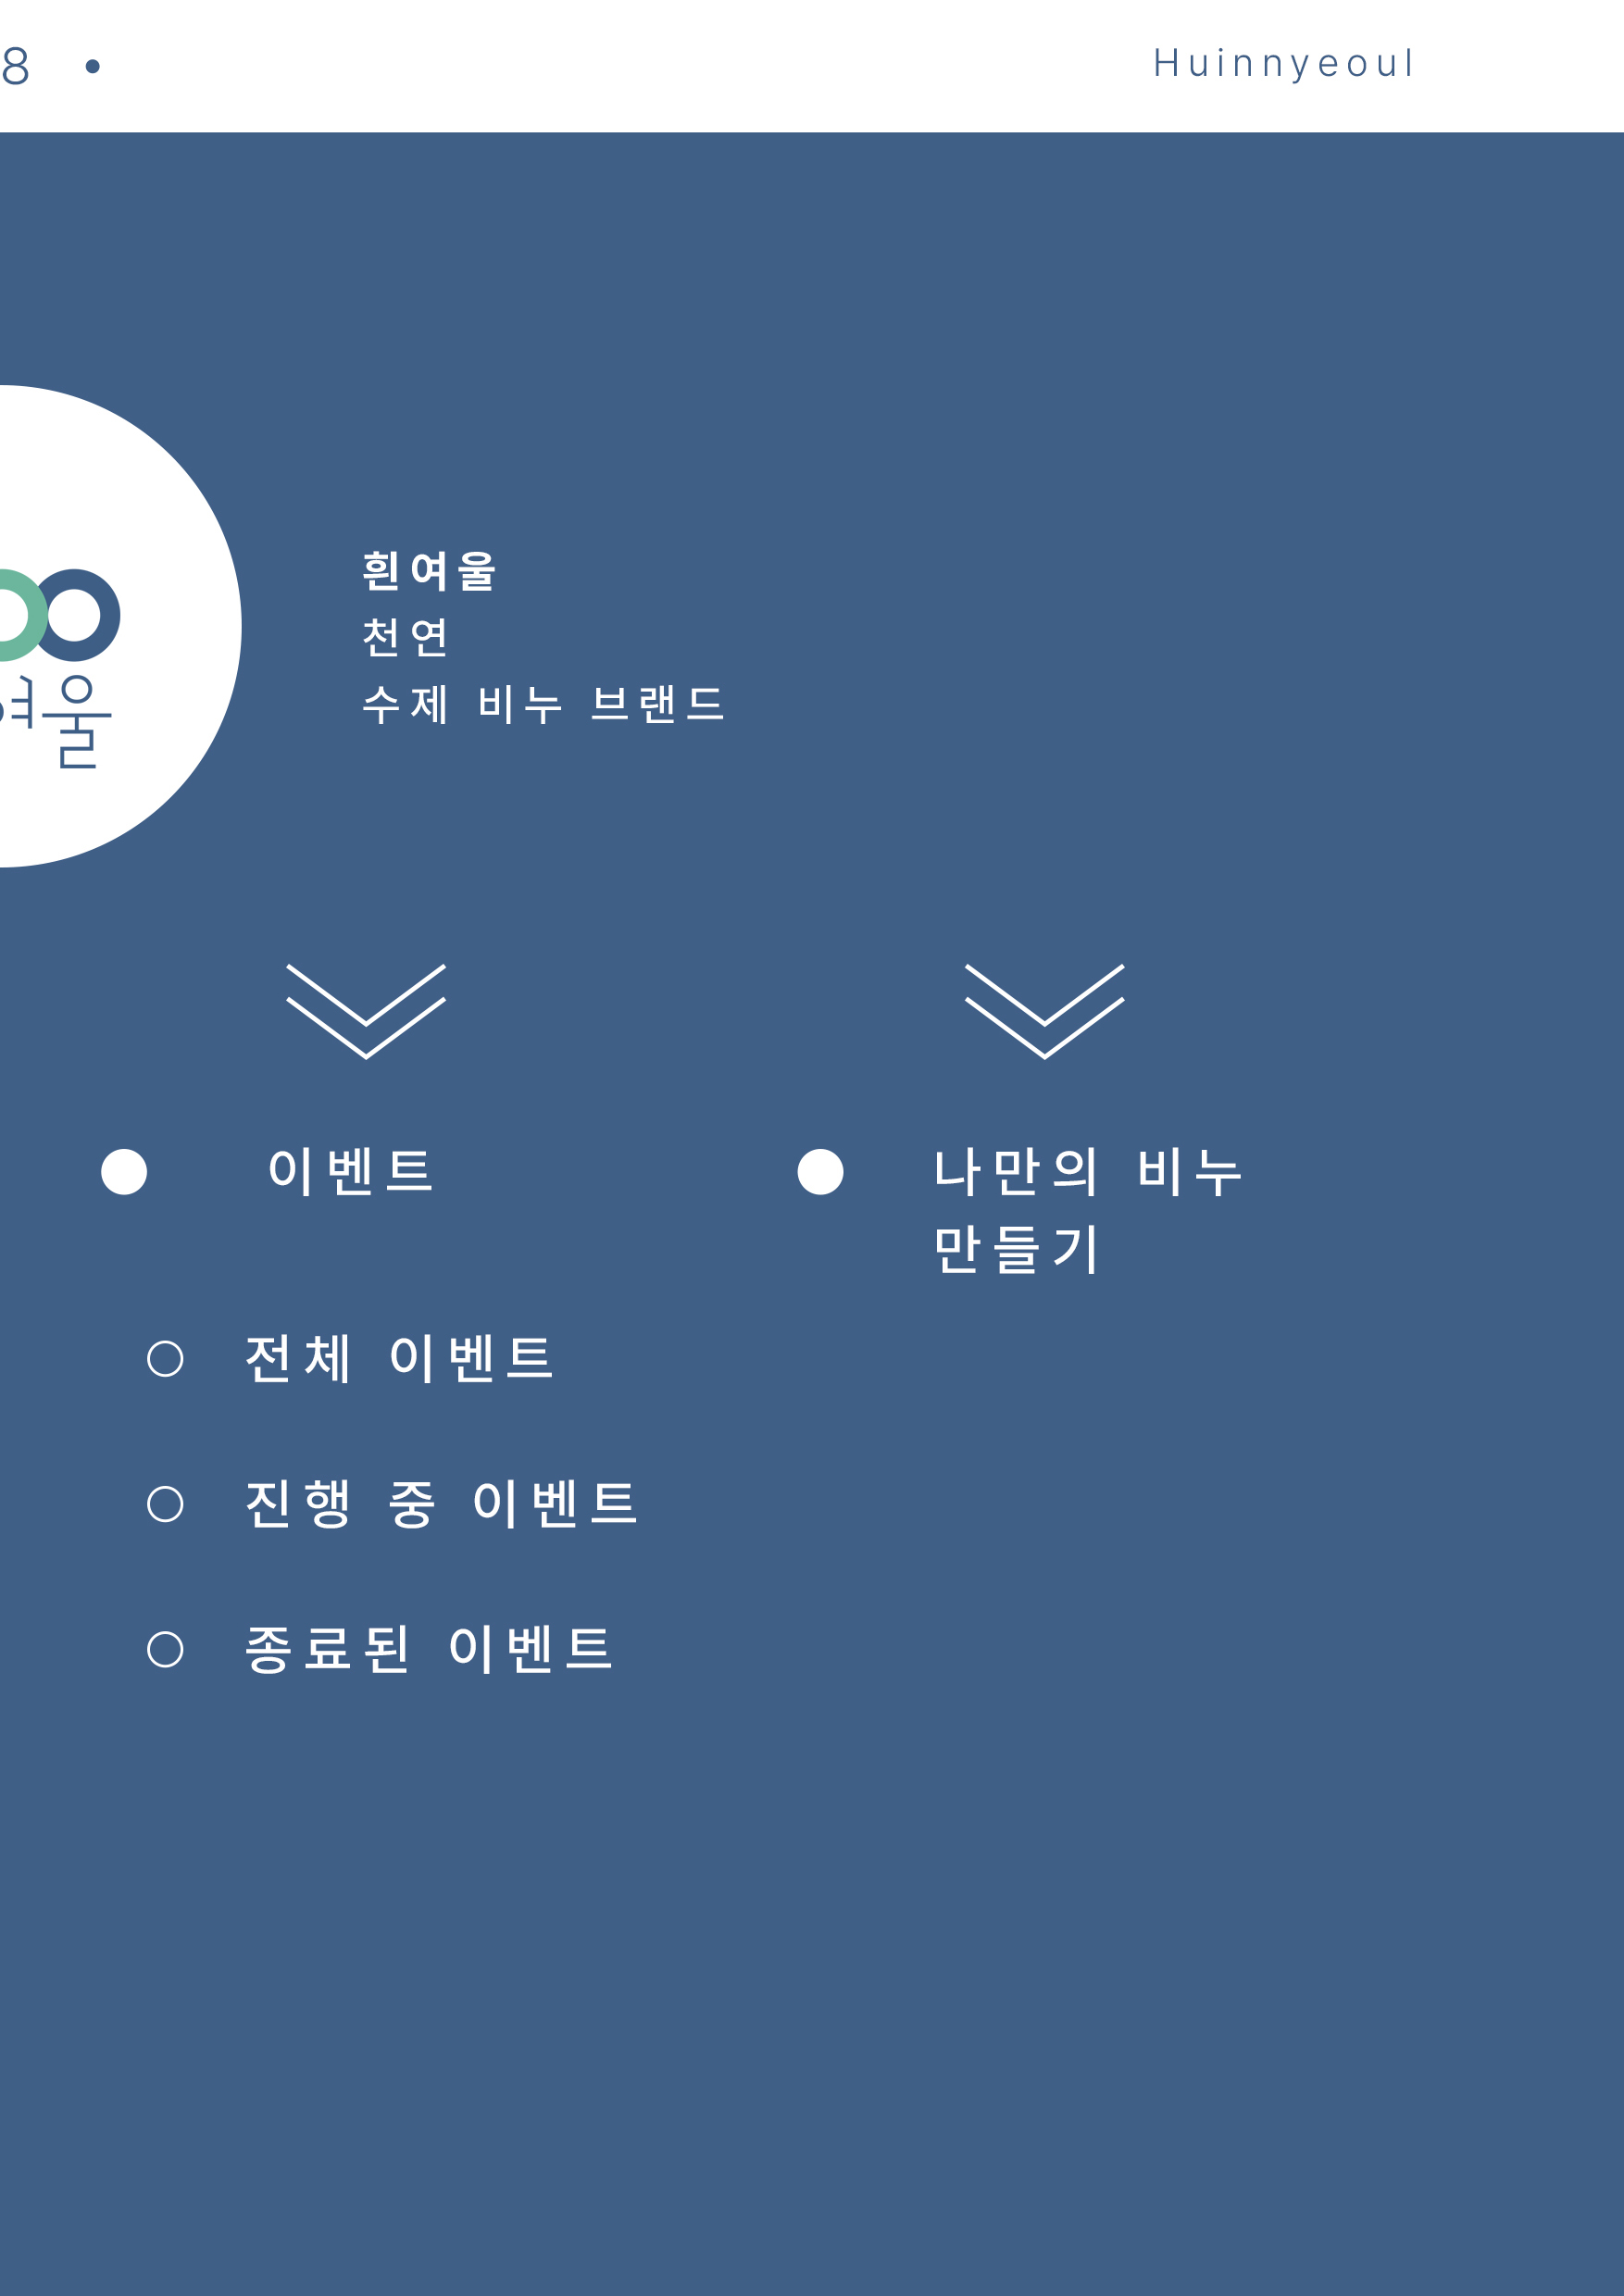 8 •
Huinnyeoul
울
흰여울
천연
수제 비누 브랜드
이벤트
나만의 비누
만들기
전체 이벤트
진행 중 이벤트
종료된 이벤트